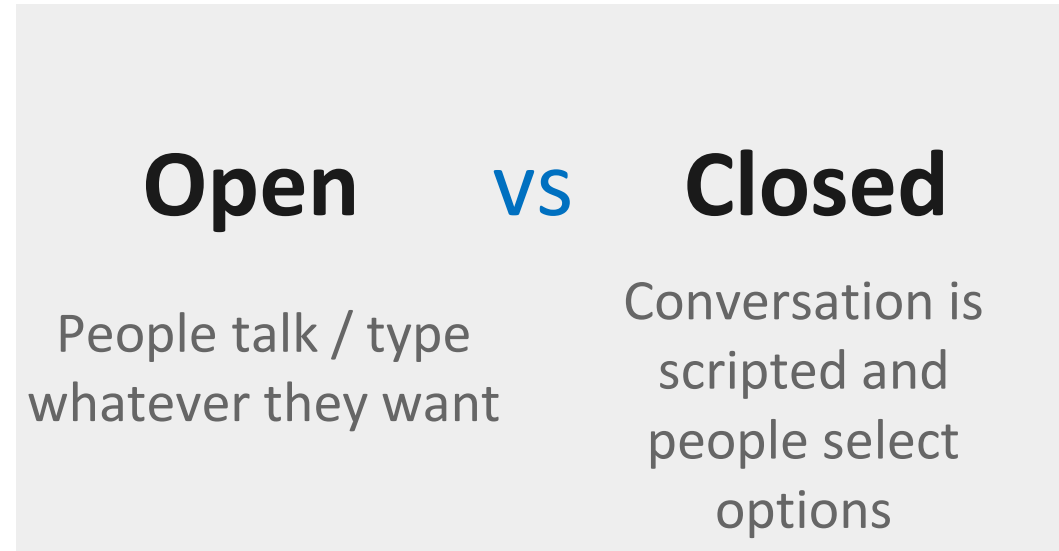 Open vs Closed
People talk / type
whatever they want
Conversation is
scripted and
people select
options